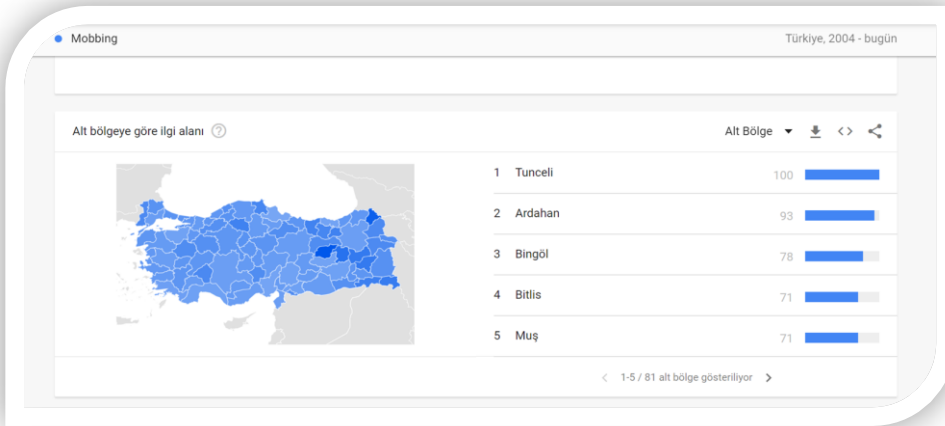 Mobbing
Türkiye, 2004 - bugün
Alt bölgeye göre ilgi alanı ?
Alt Bölge
1 Tunceli 100
2 Ardahan 93
3 Bingöl 78
4 Bitlis 71
5 Muş 71
1-5 / 81 alt bölge gösteriliyor